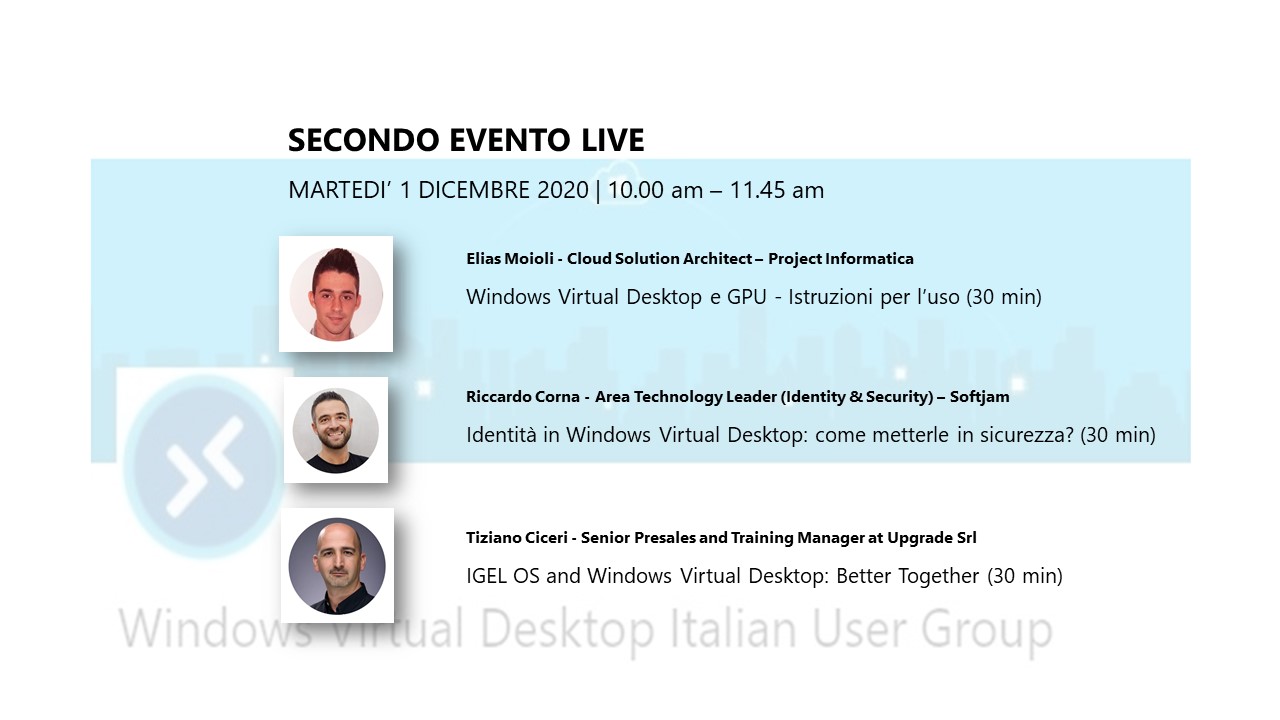 SECONDO EVENTO LIVE
MARTEDI’ 1 DICEMBRE 2020 | 10.00 am – 11.45 am
Elias Moioli - Cloud Solution Architect – Project Informatica
Windows Virtual Desktop e GPU - Istruzioni per l’uso (30 min)
Riccardo Corna - Area Technology Leader (Identity & Security) – Softjam
Identità in Windows Virtual Desktop: come metterle in sicurezza? (30 min)
Tiziano Ciceri - Senior Presales and Training Manager at Upgrade Srl
IGEL OS and Windows Virtual Desktop: Better Together (30 min)
Windows Virtual Desktop Italian User Group